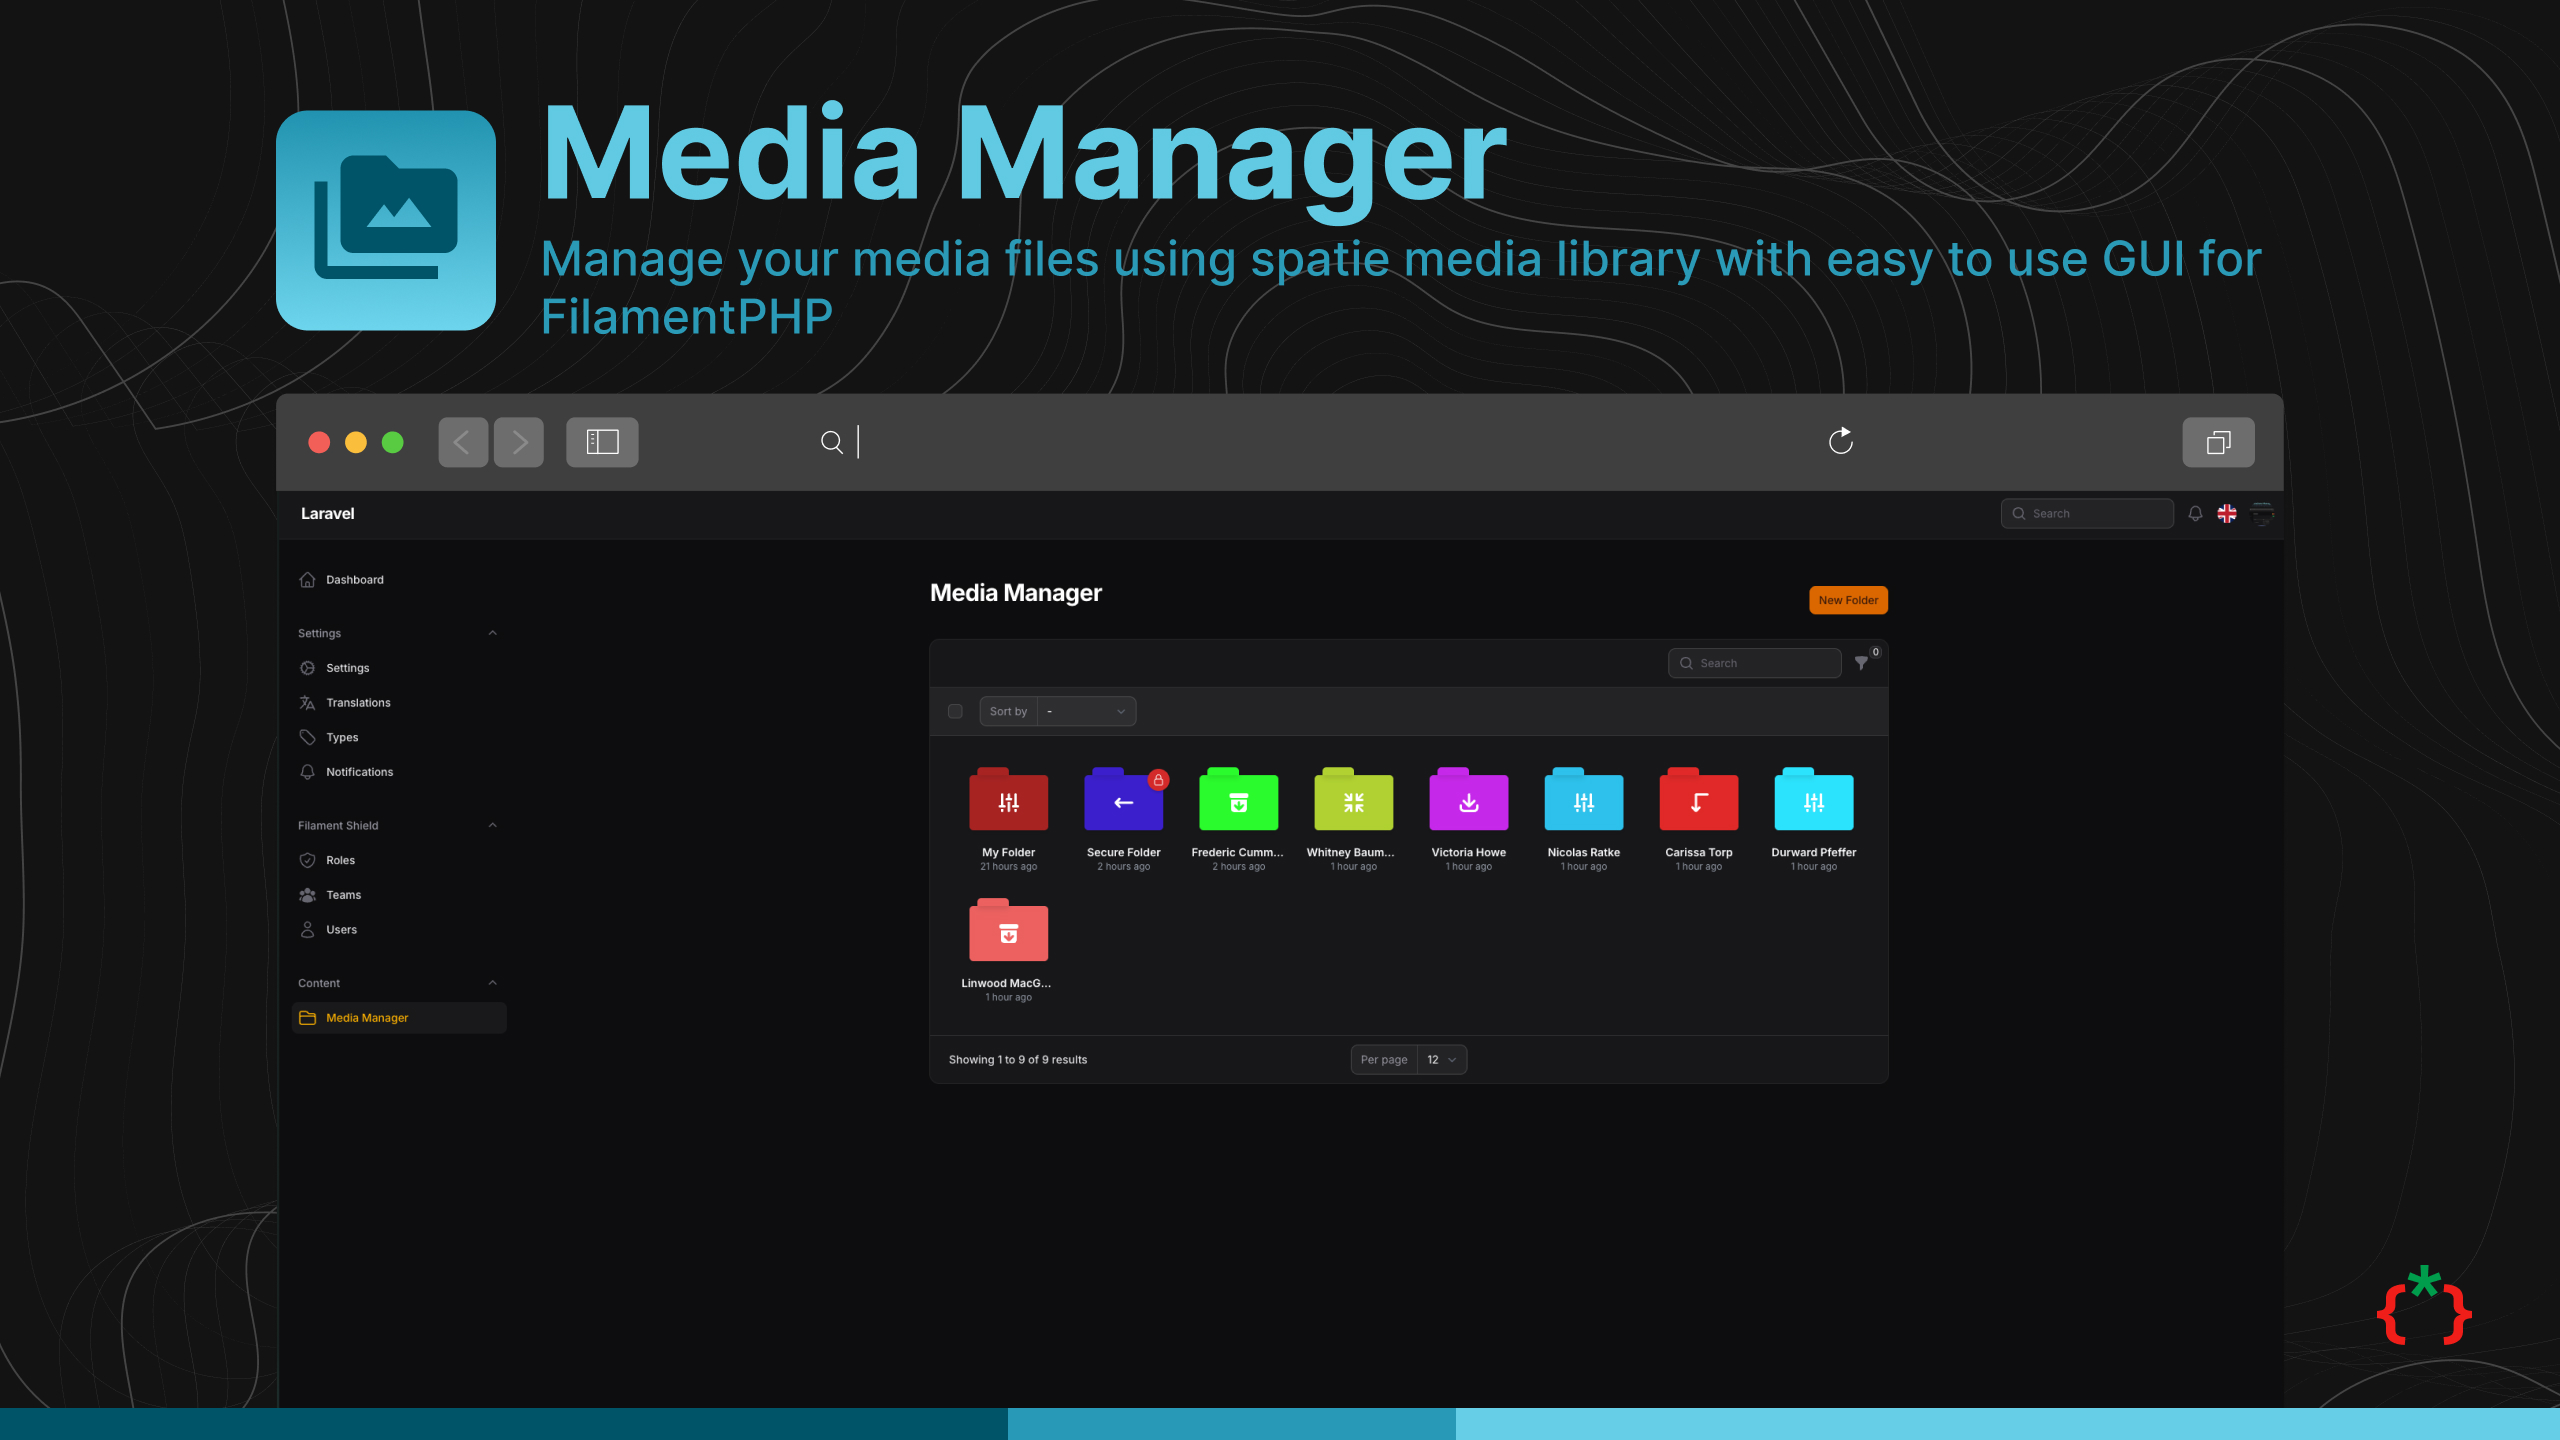 Media Manager
Manage your media files using spatie media library with easy to use GUI for
FilamentPHP
Laravel
Search
Dashboard
Settings
Settings
Translations
Types
Notifications
Filament Shield
Roles
Teams
Users
Content
Media Manager
Media Manager
New Folder
Search
0
Sort by -
My Folder Secure Folder Frederic Cumm... Whitney Baum... Victoria Howe Nicolas Ratke Carissa Torp Durward Pfeffer
21 hours ago 2 hours ago 2 hours ago 1 hour ago 1 hour ago 1 hour ago 1 hour ago 1 hour ago
Linwood MacG...
1 hour ago
Showing 1 to 9 of 9 results Per page 12
{*}